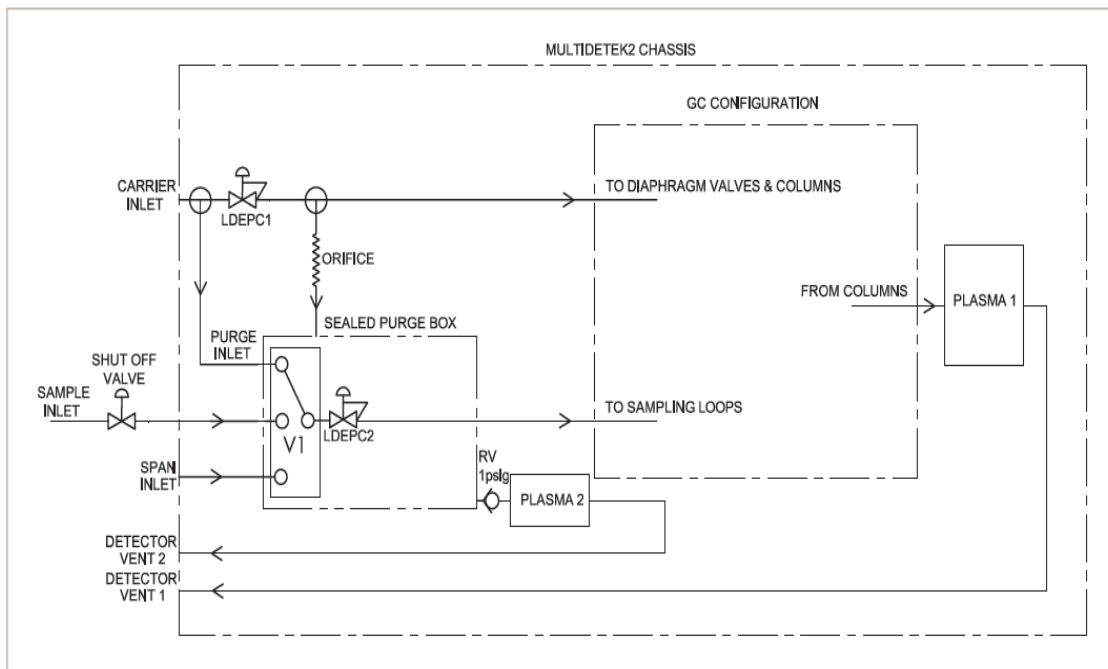 MULTIDETEK2 CHASSIS
GC CONFIGURATION
CARRIER
INLET
LDEPC1
TO DIAPHRAGM VALVES & COLUMNS
ORIFICE
FROM COLUMNS
PLASMA 1
SEALED PURGE BOX
PURGE
INLET
SHUT OFF
VALVE
SAMPLE
INLET
V1
LDEPC2
TO SAMPLING LOOPS
SPAN
INLET
RV
1psig
PLASMA 2
DETECTOR
VENT 2
DETECTOR
VENT 1